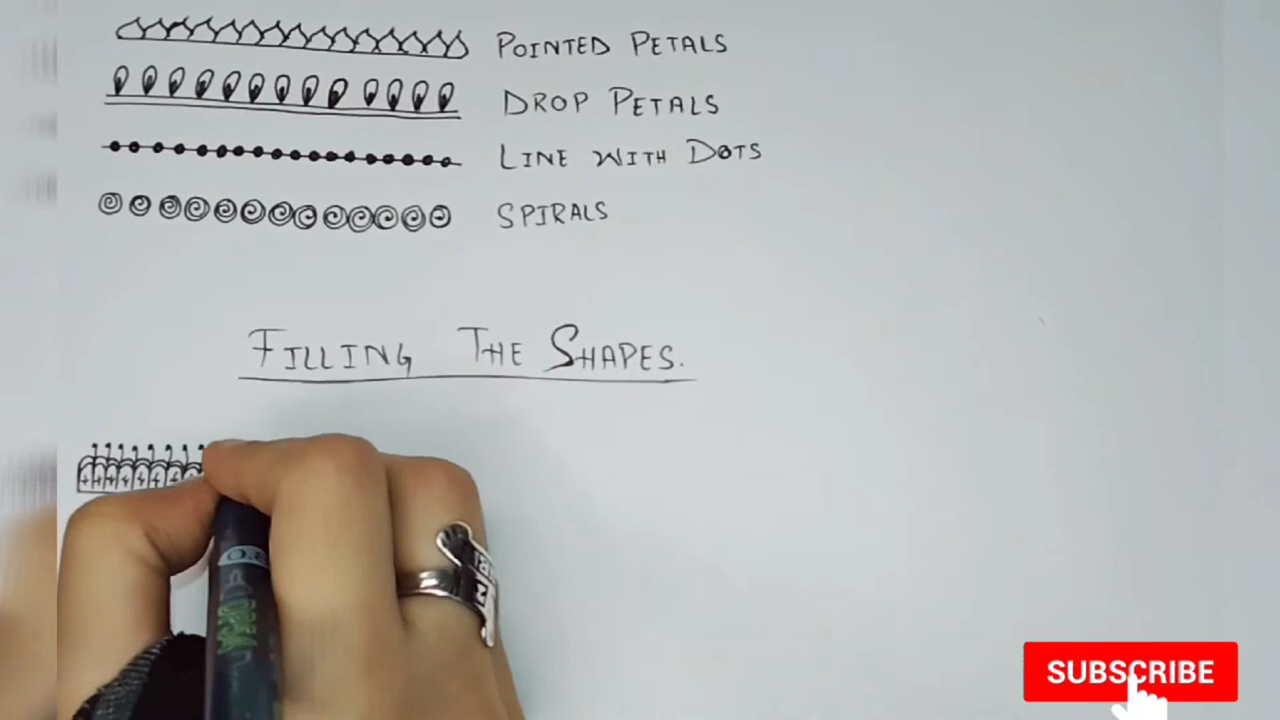 POINTED PETALS
DROP PETALS
LINE WITH DOTS
SPIRALS
FILLING THE SHAPES.
SUBSCRIBE